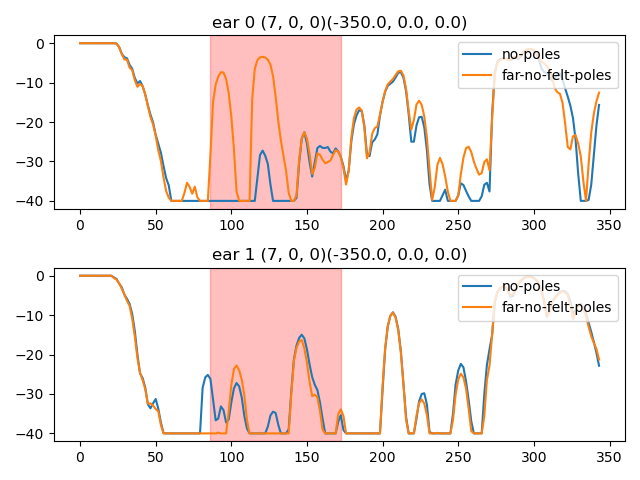 ear 0 (7, 0, 0)(-350.0, 0.0, 0.0)
0
−10
−20
−30
−40
no-poles
far-no-felt-poles
0 50 100 150 200 250 300 350
ear 1 (7, 0, 0)(-350.0, 0.0, 0.0)
0
−10
−20
−30
−40
no-poles
far-no-felt-poles
0 50 100 150 200 250 300 350